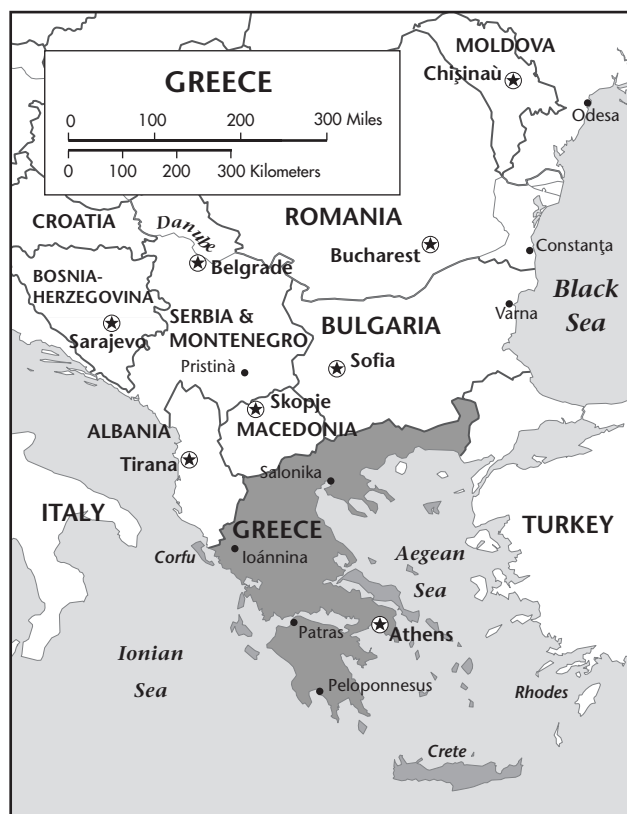 MOLDOVA
Chişinaù
GREECE
0 100 200 300 Miles
0 100 200 300 Kilometers
Odesa
CROATIA
Danube
ROMANIA
Bucharest
Constanţa
Belgrade
BOSNIA-
HERZEGOVINA
Sarajevo
SERBIA &
MONTENEGRO
Pristinà
BULGARIA
Sofia
Varna
Black
Sea
Skopje
MACEDONIA
ALBANIA
Tirana
Salonika
ITALY
GREECE
TURKEY
Corfu
Ioánnina
Aegean
Sea
Patras
Athens
Ionian
Sea
Peloponnesus
Rhodes
Crete